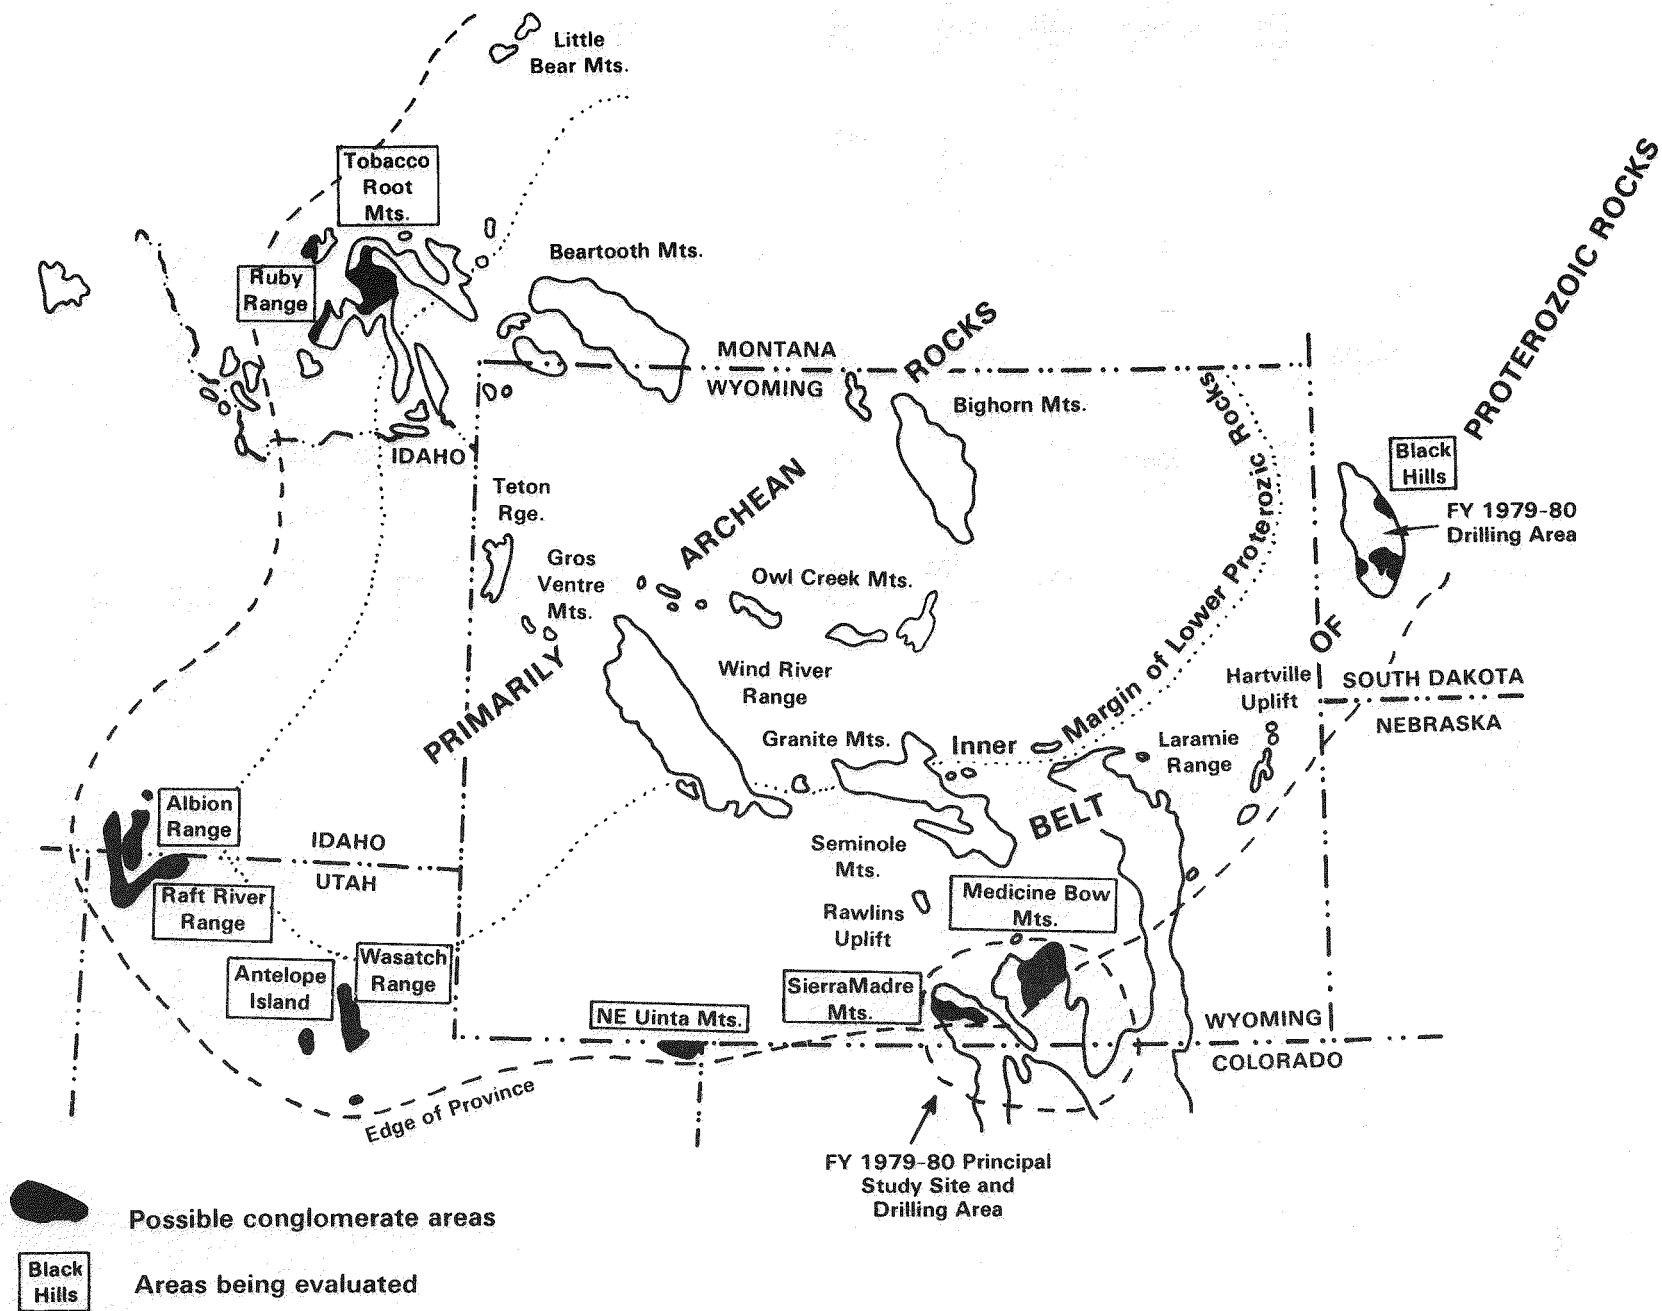 Little
Bear Mts.
Tobacco
Root
Mts.
Ruby
Range
Beartooth Mts.
MONTANA
WYOMING
Bighorn Mts.
IDAHO
Teton
Rge.
Gros
Ventre
Mts.
Owl Creek Mts.
Wind River
Range
PRIMARILY ARCHEAN ROCKS
Inner Margin of Lower Proterozoic Rocks
BELT OF PROTEROZOIC ROCKS
Black
Hills
FY 1979-80
Drilling Area
Hartville
Uplift
SOUTH DAKOTA
NEBRASKA
Granite Mts.
Laramie
Range
Albion
Range
IDAHO
UTAH
Raft River
Range
Seminole
Mts.
Rawlins
Uplift
Medicine Bow
Mts.
Antelope
Island
Wasatch
Range
SierraMadre
Mts.
NE Uinta Mts.
WYOMING
COLORADO
Edge of Province
FY 1979-80 Principal
Study Site and
Drilling Area
Possible conglomerate areas
Black
Hills
Areas being evaluated